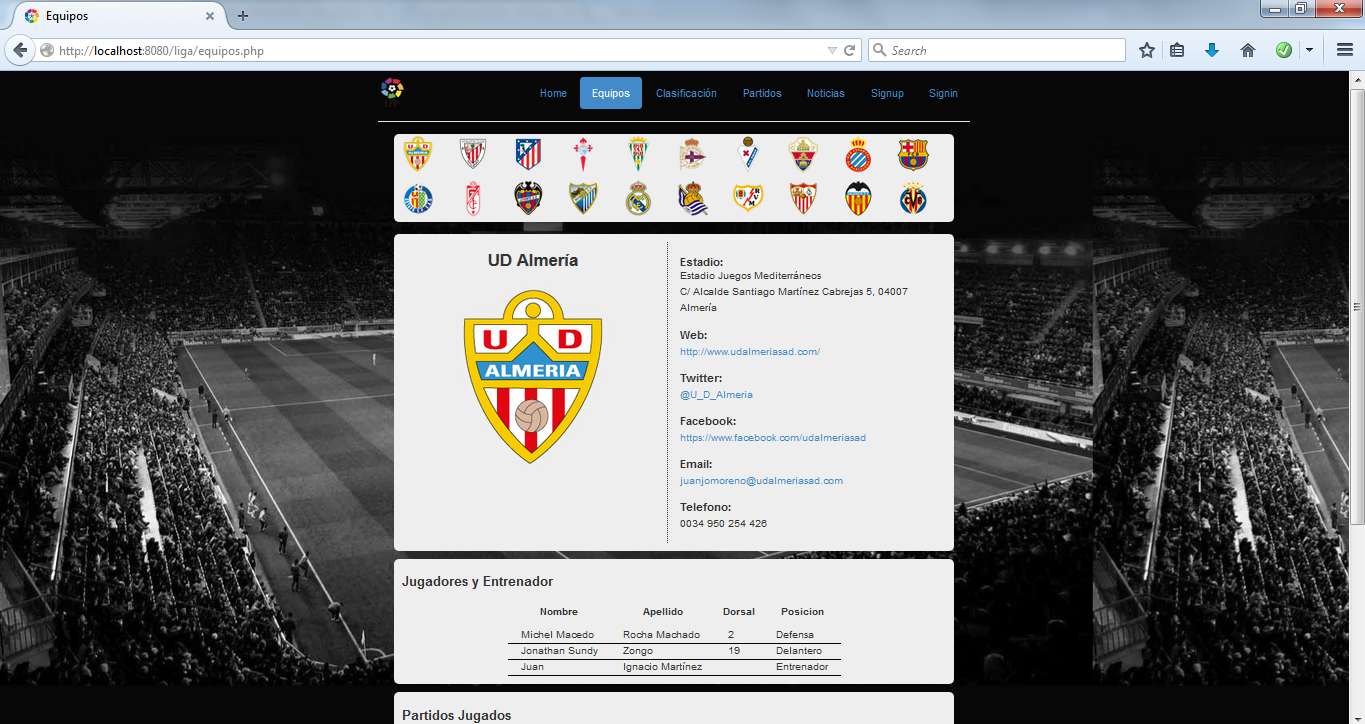 Equipos
http://localhost:8080/liga/equipos.php
Search
Home Equipos Clasificación Partidos Noticias Signup Signin
UD Almería
U D
ALMERIA
Estadio:
Estadio Juegos Mediterráneos
C/ Alcalde Santiago Martínez Cabrejas 5, 04007
Almería
Web:
http://www.udalmeriasad.com/
Twitter:
@U_D_Almeria
Facebook:
https://www.facebook.com/udalmeriasad
Email:
juanjomoreno@udalmeriasad.com
Telefono:
0034 950 254 426
Jugadores y Entrenador
Nombre Apellido Dorsal Posicion
Michel Macedo Rocha Machado 2 Defensa
Jonathan Sundy Zongo 19 Delantero
Juan Ignacio Martínez Entrenador
Partidos Jugados